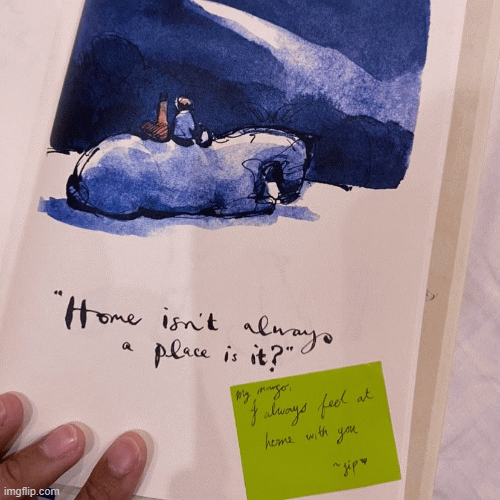 "Home isn't always
a place is it?"
My mango,
I always feel at
home with you
~ jip ♥
imgflip.com